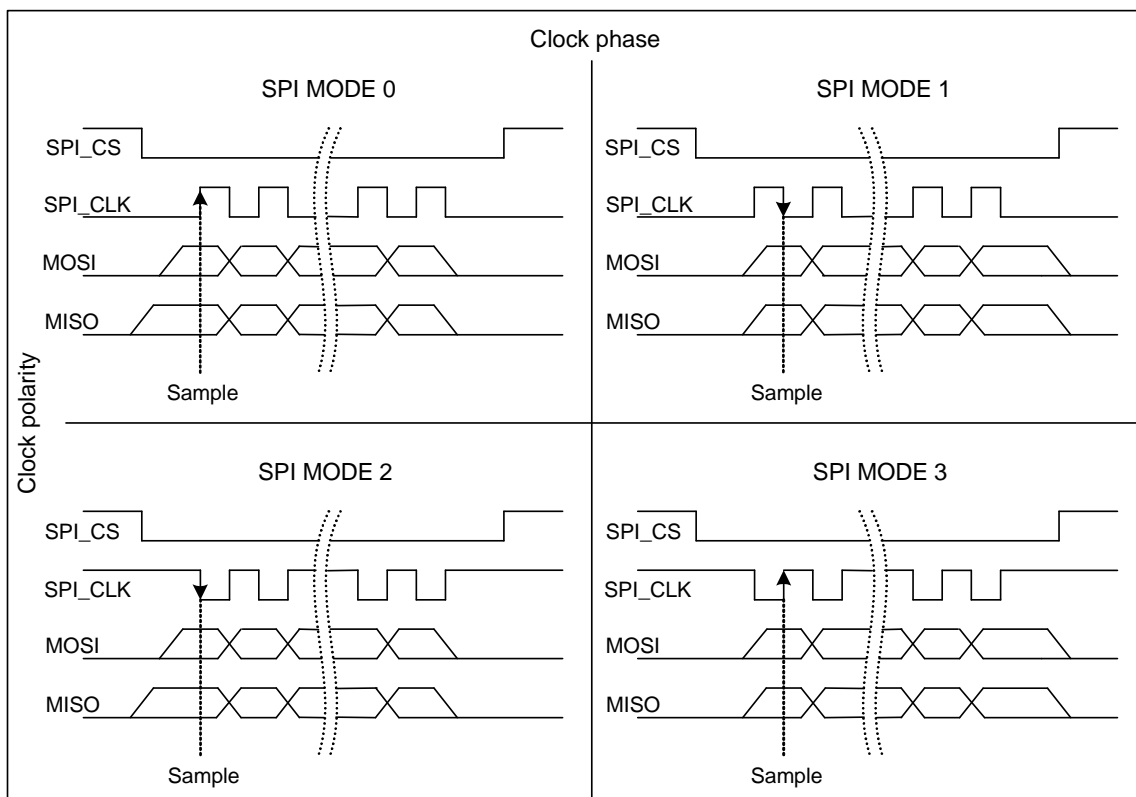 Clock phase
SPI MODE 0
SPI_CS
SPI_CLK
MOSI
MISO
Sample
SPI MODE 1
SPI_CS
SPI_CLK
MOSI
MISO
Sample
Clock polarity
SPI MODE 2
SPI_CS
SPI_CLK
MOSI
MISO
Sample
SPI MODE 3
SPI_CS
SPI_CLK
MOSI
MISO
Sample